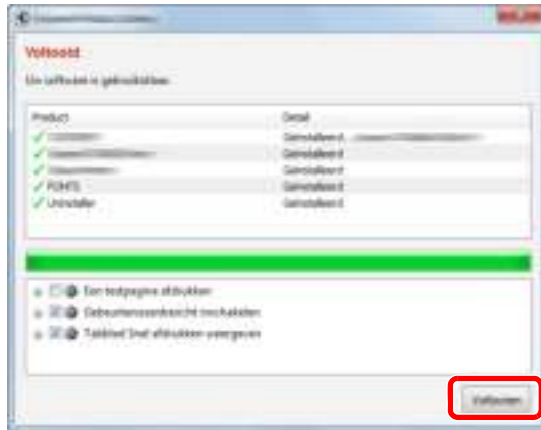 Voltooid
Uw software is gebruiksklaar.
Product Detail
Geïnstalleerd
Geïnstalleerd
Geïnstalleerd
FONTS Geïnstalleerd
Uninstaller Geïnstalleerd
Een testpagina afdrukken
Gebeurtenissenbericht inschakelen
Tabblad Snel afdrukken weergeven
Voltooien